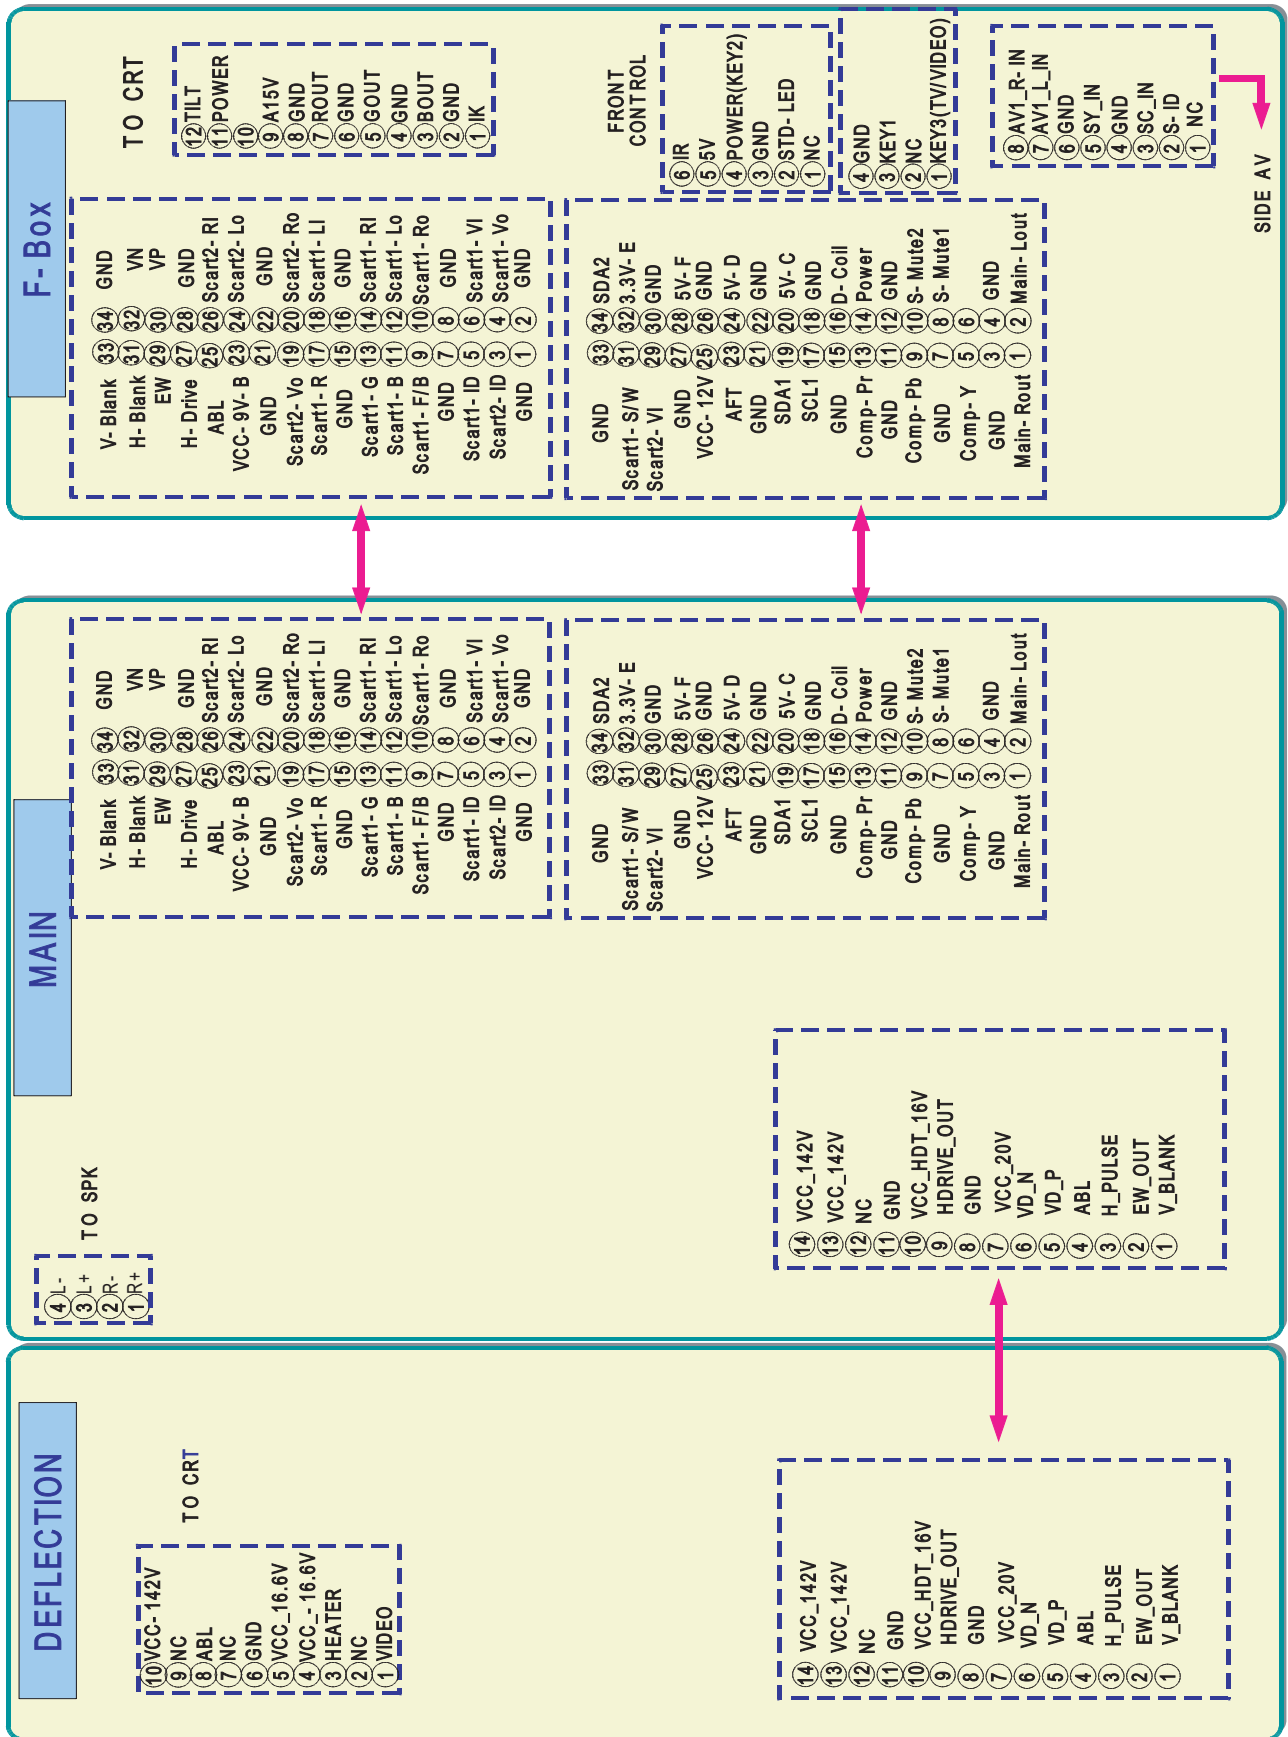 F-Box
TO CRT
12 TILT
11 POWER
10
9 A15V
8 GND
7 ROUT
6 GND
5 GOUT
4 GND
3 BOUT
2 GND
1 IK
FRONT
CONTROL
6 IR
5 5V
4 POWER(KEY2)
3 GND
2 STD-LED
1 NC
4 GND
3 KEY1
2 NC
1 KEY3(TV/VIDEO)
8 AV1_R-IN
7 AV1_L_IN
6 GND
5 SY_IN
4 GND
3 SC_IN
2 S-ID
1 NC
SIDE AV
V-Blank 33 34 GND
H-Blank 31 32 VN
EW 29 30 VP
H-Drive 27 28 GND
ABL 25 26 Scart2-RI
VCC-9V-B 23 24 Scart2-Lo
GND 21 22 GND
Scart2-Vo 19 20 Scart2-Ro
Scart1-R 17 18 Scart1-LI
GND 15 16 GND
Scart1-G 13 14 Scart1-RI
Scart1-B 11 12 Scart1-Lo
Scart1-F/B 9 10 Scart1-Ro
GND 7 8 GND
Scart1-ID 5 6 Scart1-VI
Scart2-ID 3 4 Scart1-Vo
GND 1 2 GND
GND 33 34 SDA2
Scart1-S/W 31 32 3.3V-E
Scart2-VI 29 30 GND
GND 27 28 5V-F
VCC-12V 25 26 GND
AFT 23 24 5V-D
GND 21 22 GND
SDA1 19 20 5V-C
SCL1 17 18 GND
GND 15 16 D-Coil
Comp-Pr 13 14 Power
GND 11 12 GND
Comp-Pb 9 10 S-Mute2
GND 7 8 S-Mute1
Comp-Y 5 6
GND 3 4 GND
Main-Rout 1 2 Main-Lout
MAIN
V-Blank 33 34 GND
H-Blank 31 32 VN
EW 29 30 VP
H-Drive 27 28 GND
ABL 25 26 Scart2-RI
VCC-9V-B 23 24 Scart2-Lo
GND 21 22 GND
Scart2-Vo 19 20 Scart2-Ro
Scart1-R 17 18 Scart1-LI
GND 15 16 GND
Scart1-G 13 14 Scart1-RI
Scart1-B 11 12 Scart1-Lo
Scart1-F/B 9 10 Scart1-Ro
GND 7 8 GND
Scart1-ID 5 6 Scart1-VI
Scart2-ID 3 4 Scart1-Vo
GND 1 2 GND
GND 33 34 SDA2
Scart1-S/W 31 32 3.3V-E
Scart2-VI 29 30 GND
GND 27 28 5V-F
VCC-12V 25 26 GND
AFT 23 24 5V-D
GND 21 22 GND
SDA1 19 20 5V-C
SCL1 17 18 GND
GND 15 16 D-Coil
Comp-Pr 13 14 Power
GND 11 12 GND
Comp-Pb 9 10 S-Mute2
GND 7 8 S-Mute1
Comp-Y 5 6
GND 3 4 GND
Main-Rout 1 2 Main-Lout
TO SPK
4 L-
3 L+
2 R-
1 R+
14 VCC_142V
13 VCC_142V
12 NC
11 GND
10 VCC_HDT_16V
9 HDRIVE_OUT
8 GND
7 VCC_20V
6 VD_N
5 VD_P
4 ABL
3 H_PULSE
2 EW_OUT
1 V_BLANK
DEFLECTION
TO CRT
10 VCC-142V
9 NC
8 ABL
7 NC
6 GND
5 VCC_16.6V
4 VCC_-16.6V
3 HEATER
2 NC
1 VIDEO
14 VCC_142V
13 VCC_142V
12 NC
11 GND
10 VCC_HDT_16V
9 HDRIVE_OUT
8 GND
7 VCC_20V
6 VD_N
5 VD_P
4 ABL
3 H_PULSE
2 EW_OUT
1 V_BLANK